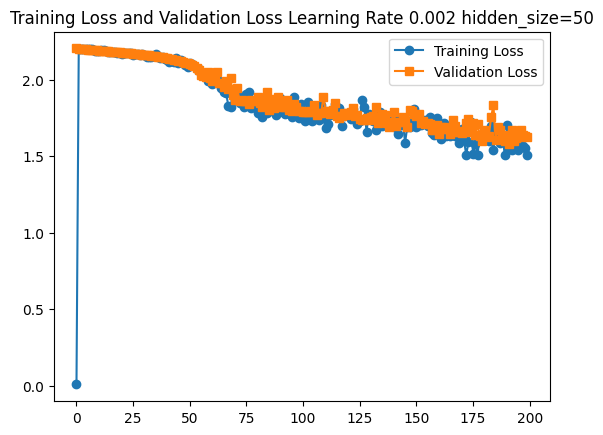 Training Loss and Validation Loss Learning Rate 0.002 hidden_size=50
Training Loss
Validation Loss
2.0
1.5
1.0
0.5
0.0
0 25 50 75 100 125 150 175 200